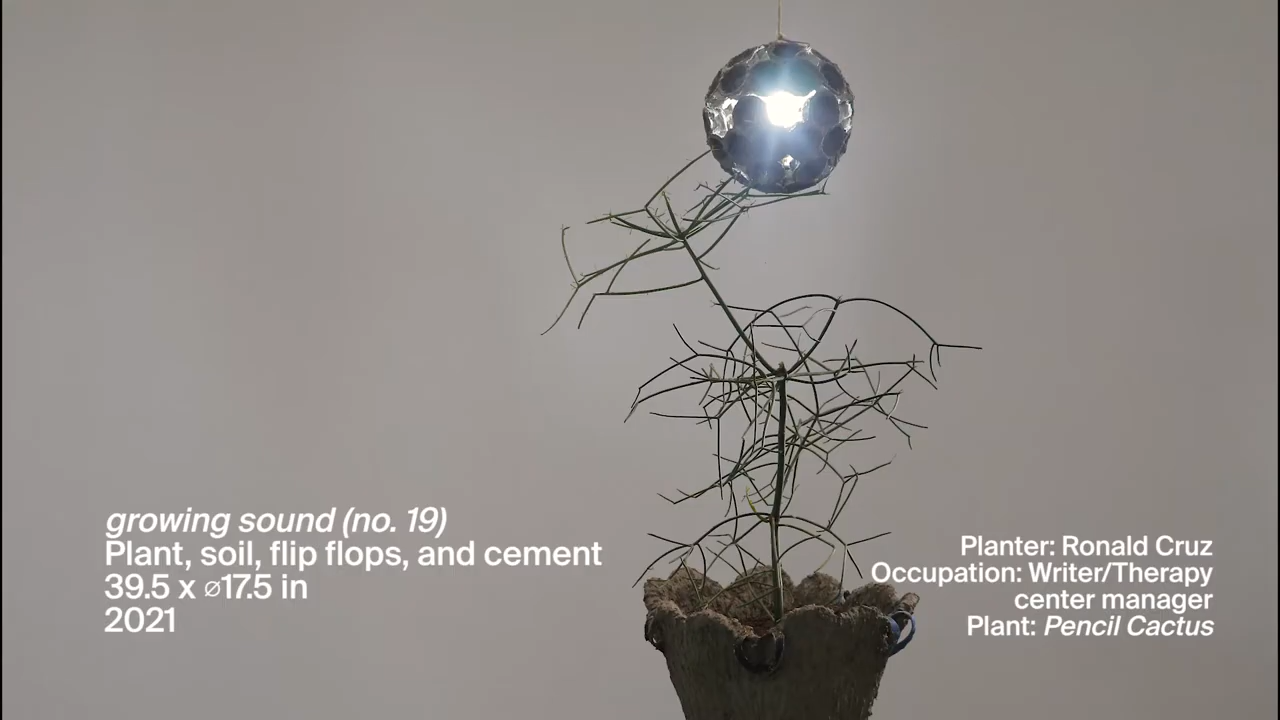 growing sound (no. 19)
Plant, soil, flip flops, and cement
39.5 x ⌀17.5 in
2021
Planter: Ronald Cruz
Occupation: Writer/Therapy
center manager
Plant: Pencil Cactus